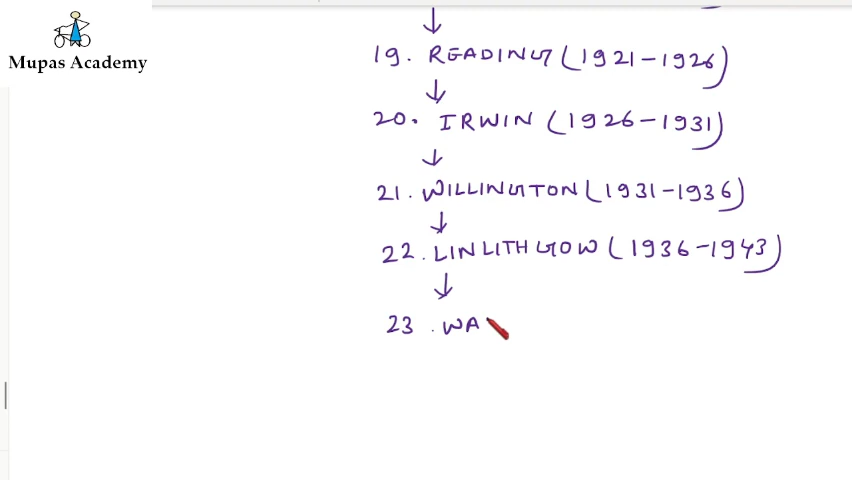 Mupas Academy
↓
19. READING (1921-1926)
↓
20. IRWIN (1926-1931)
↓
21. WILLINGTON (1931-1936)
↓
22. LINLITHGOW (1936-1943)
↓
23. WA